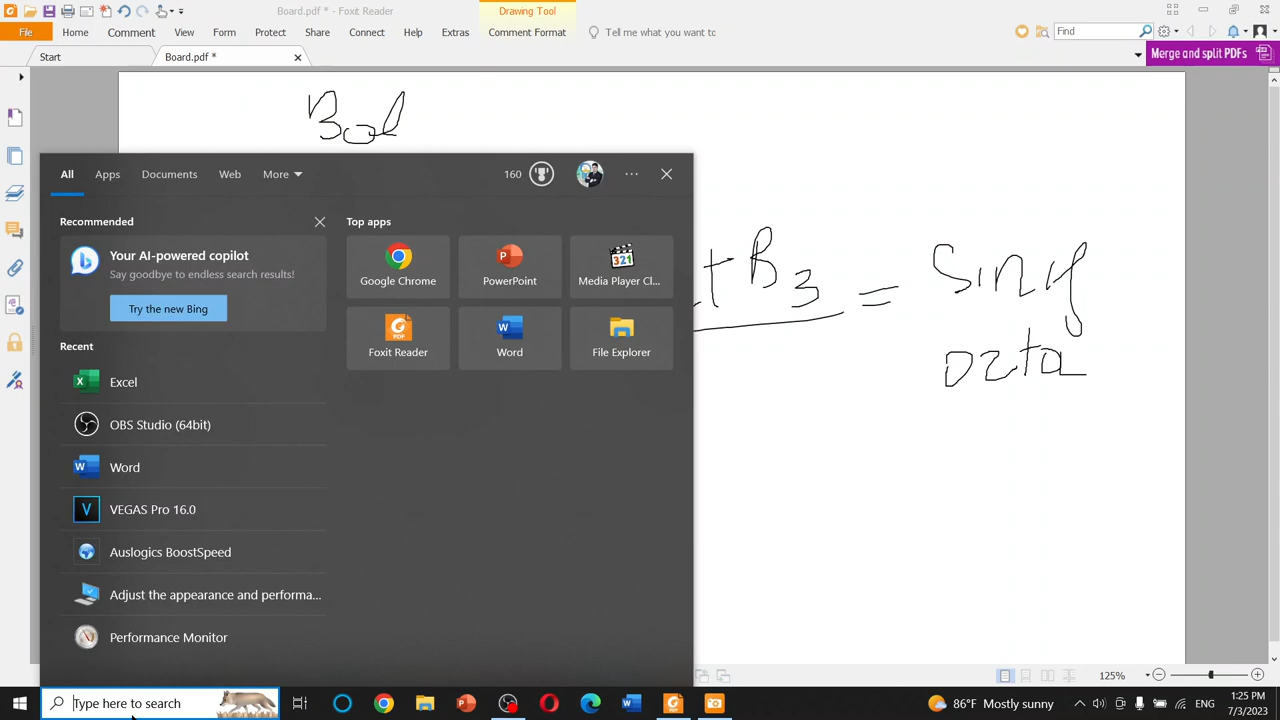 Board.pdf * - Foxit Reader
Drawing Tool
File Home Comment View Form Protect Share Connect Help Extras Comment Format Tell me what you want to
Find
Start
Board.pdf *
Merge and split PDFs
All Apps Documents Web More 160
Recommended
Your AI-powered copilot
Say goodbye to endless search results!
Try the new Bing
Top apps
Google Chrome
PowerPoint
321
Media Player Cl...
PDF
Foxit Reader
Word
File Explorer
Recent
Excel
OBS Studio (64bit)
Word
VEGAS Pro 16.0
Auslogics BoostSpeed
Adjust the appearance and performa...
Performance Monitor
+B3 =
125%
Type here to search
86°F Mostly sunny
1:25 PM
7/3/2023